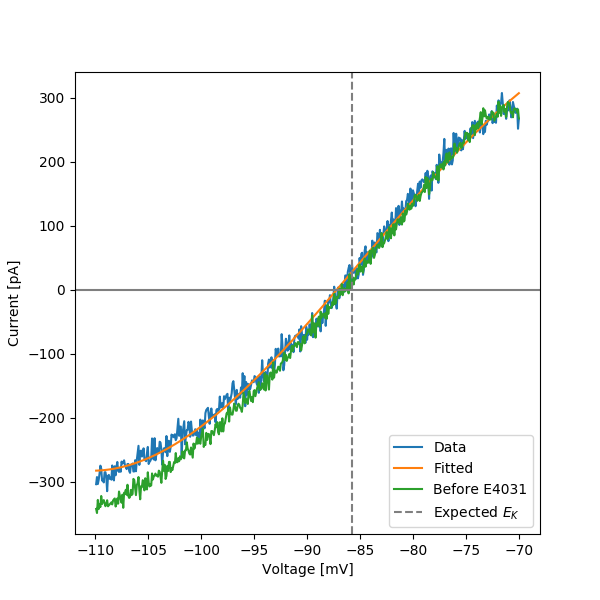 300
200
100
0
−100
−200
−300
Current [pA]
Data
Fitted
Before E4031
Expected E_K
−110 −105 −100 −95 −90 −85 −80 −75 −70
Voltage [mV]